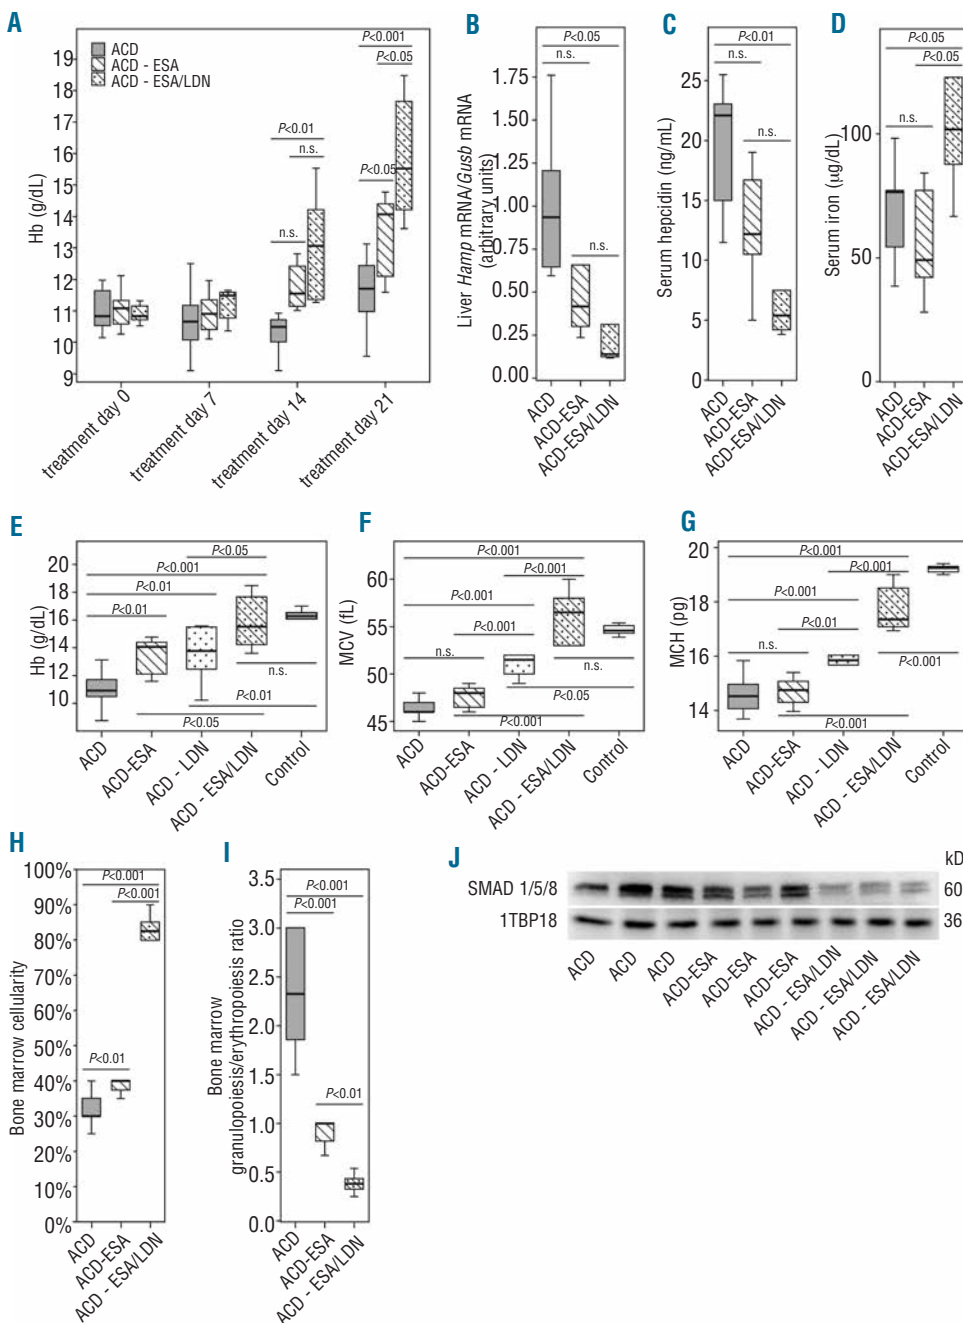 A
ACD
ACD - ESA
ACD - ESA/LDN
Hb (g/dL)
19
18
17
16
15
14
13
12
11
10
9
P<0.01
n.s.
n.s.
P<0.001
P<0.05
P<0.05
treatment day 0
treatment day 7
treatment day 14
treatment day 21
B
P<0.05
n.s.
n.s.
Liver Hamp mRNA/Gusb mRNA
(arbitrary units)
1.75
1.50
1.25
1.00
0.75
0.50
0.25
0.00
ACD
ACD-ESA
ACD-ESA/LDN
C
P<0.01
n.s.
n.s.
Serum hepcidin (ng/mL)
25
20
15
10
5
0
ACD
ACD-ESA
ACD-ESA/LDN
D
P<0.05
P<0.05
n.s.
Serum iron (µg/dL)
100
50
0
ACD
ACD-ESA
ACD-ESA/LDN
E
Hb (g/dL)
20
18
16
14
12
10
P<0.05
P<0.001
P<0.01
P<0.01
n.s.
P<0.01
P<0.05
ACD
ACD-ESA
ACD - LDN
ACD - ESA/LDN
Control
F
MCV (fL)
60
55
50
45
P<0.001
P<0.001
P<0.001
P<0.001
n.s.
n.s.
P<0.05
P<0.001
ACD
ACD-ESA
ACD - LDN
ACD - ESA/LDN
Control
G
MCH (pg)
20
18
16
14
P<0.001
P<0.001
P<0.001
P<0.01
n.s.
P<0.001
P<0.001
ACD
ACD-ESA
ACD - LDN
ACD - ESA/LDN
Control
H
Bone marrow cellularity
100%
90%
80%
70%
60%
50%
40%
30%
20%
10%
0%
P<0.001
P<0.001
P<0.01
ACD
ACD-ESA
ACD - ESA/LDN
I
Bone marrow
granulopoiesis/erythropoiesis ratio
3.5
3.0
2.5
2.0
1.5
1.0
0.5
0.0
P<0.001
P<0.001
P<0.01
ACD
ACD-ESA
ACD - ESA/LDN
J
kD
SMAD 1/5/8
60
1TBP18
36
ACD
ACD
ACD
ACD-ESA
ACD-ESA
ACD-ESA
ACD - ESA/LDN
ACD - ESA/LDN
ACD - ESA/LDN